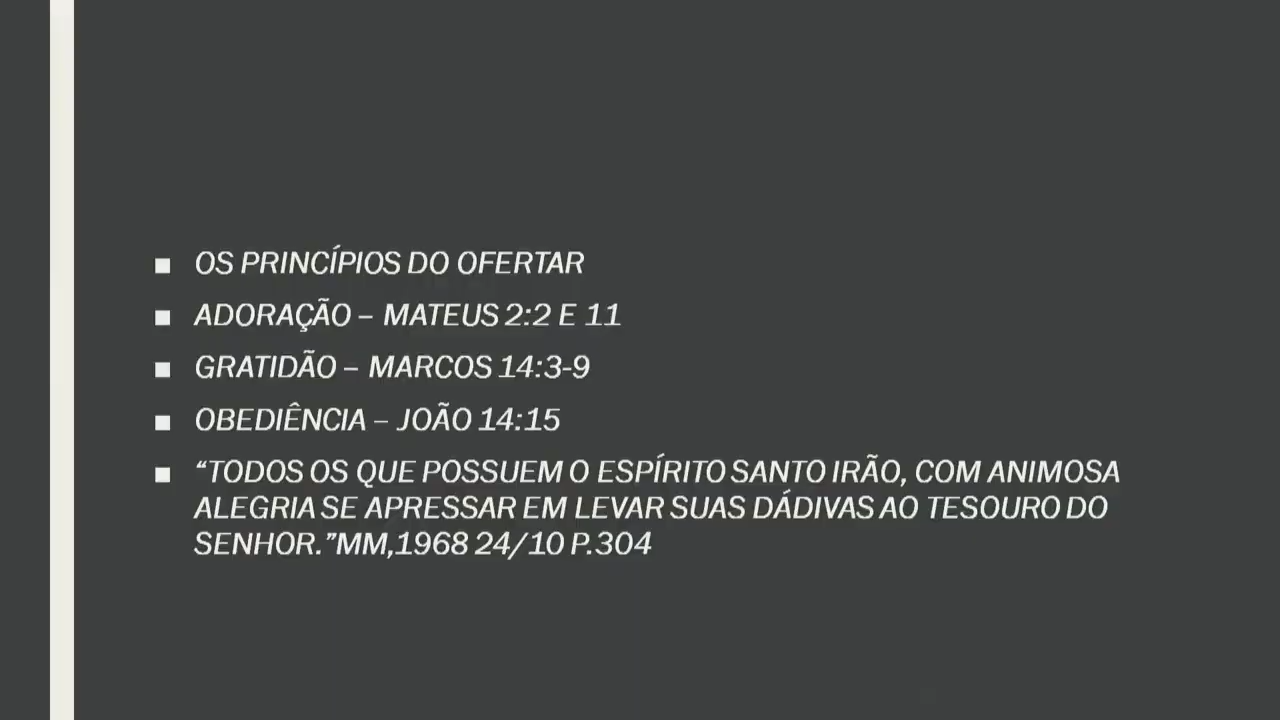 OS PRINCÍPIOS DO OFERTAR
ADORAÇÃO – MATEUS 2:2 E 11
GRATIDÃO – MARCOS 14:3-9
OBEDIÊNCIA – JOÃO 14:15
“TODOS OS QUE POSSUEM O ESPÍRITO SANTO IRÃO, COM ANIMOSA
ALEGRIA SE APRESSAR EM LEVAR SUAS DÁDIVAS AO TESOURO DO
SENHOR.”MM,1968 24/10 P.304